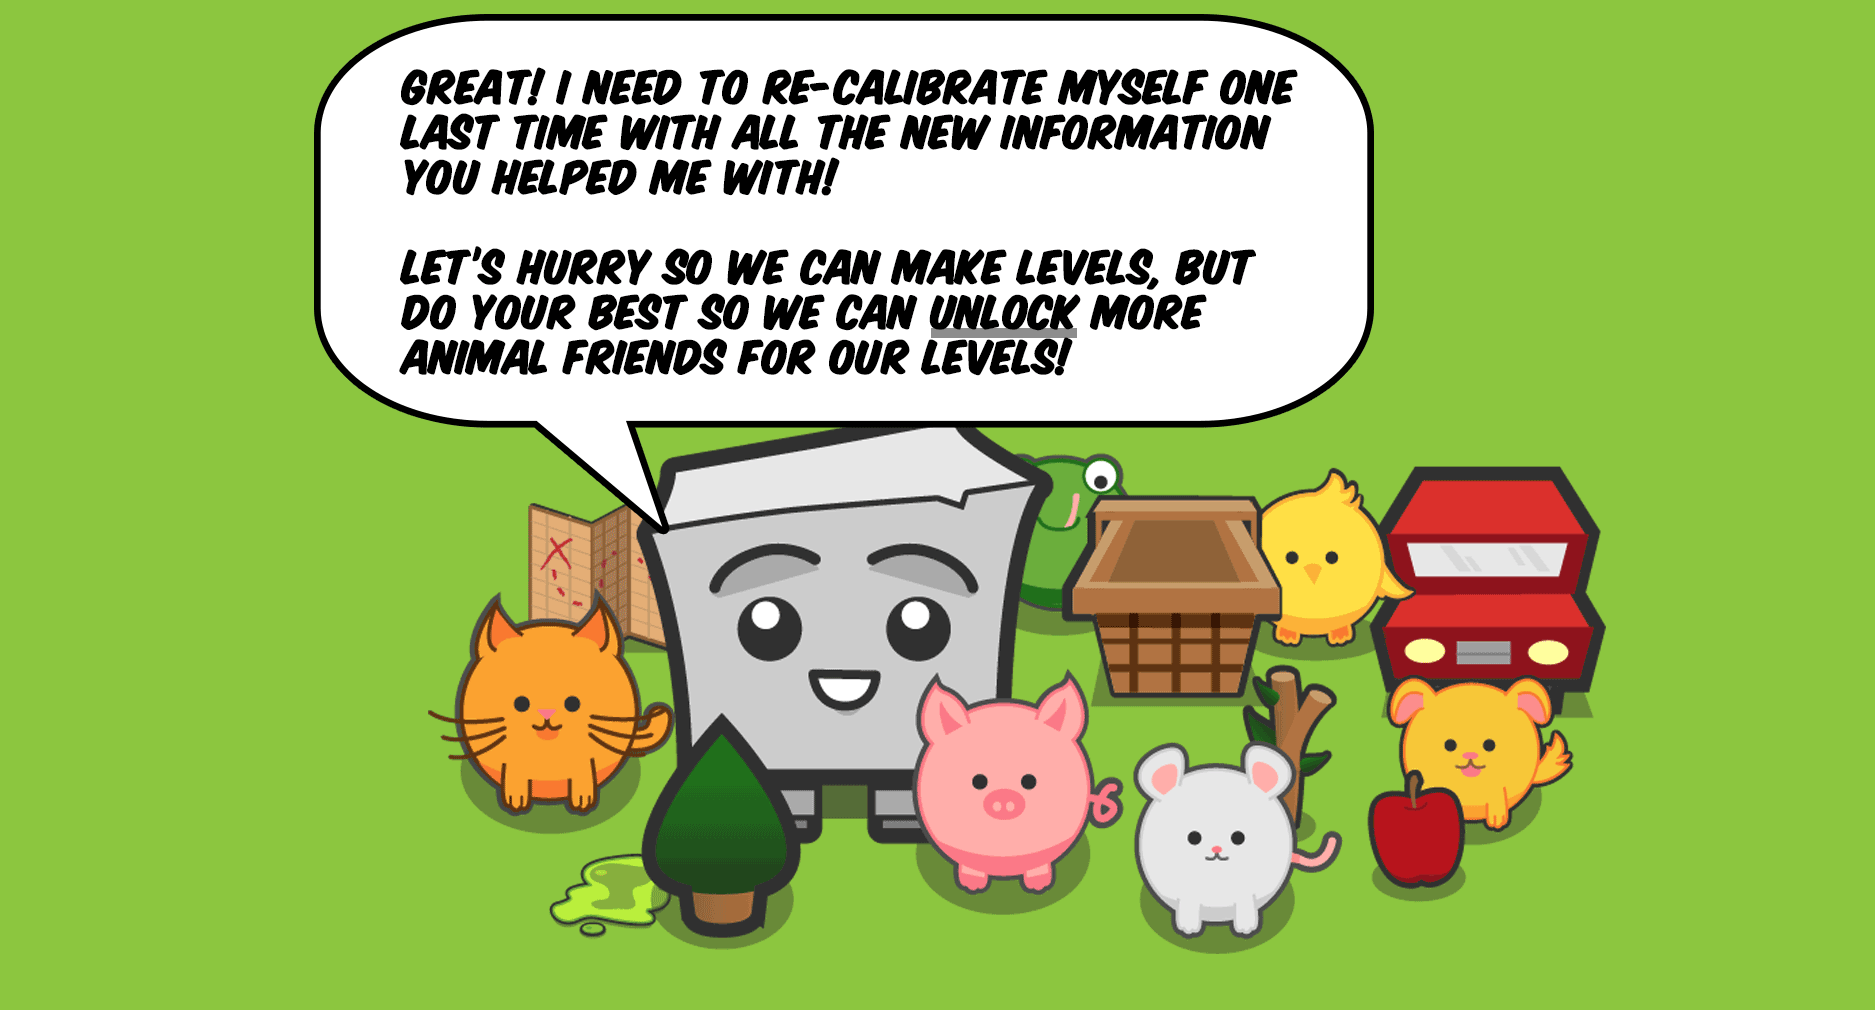 GREAT! I NEED TO RE-CALIBRATE MYSELF ONE
LAST TIME WITH ALL THE NEW INFORMATION
YOU HELPED ME WITH!
LET'S HURRY SO WE CAN MAKE LEVELS, BUT
DO YOUR BEST SO WE CAN UNLOCK MORE
ANIMAL FRIENDS FOR OUR LEVELS!